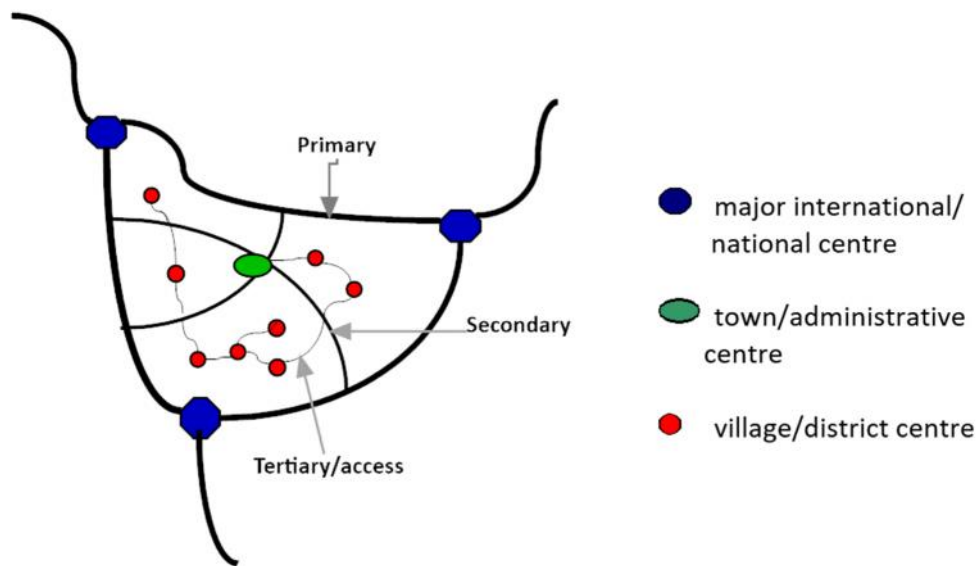 Primary
Secondary
Tertiary/access
major international/
national centre
town/administrative
centre
village/district centre